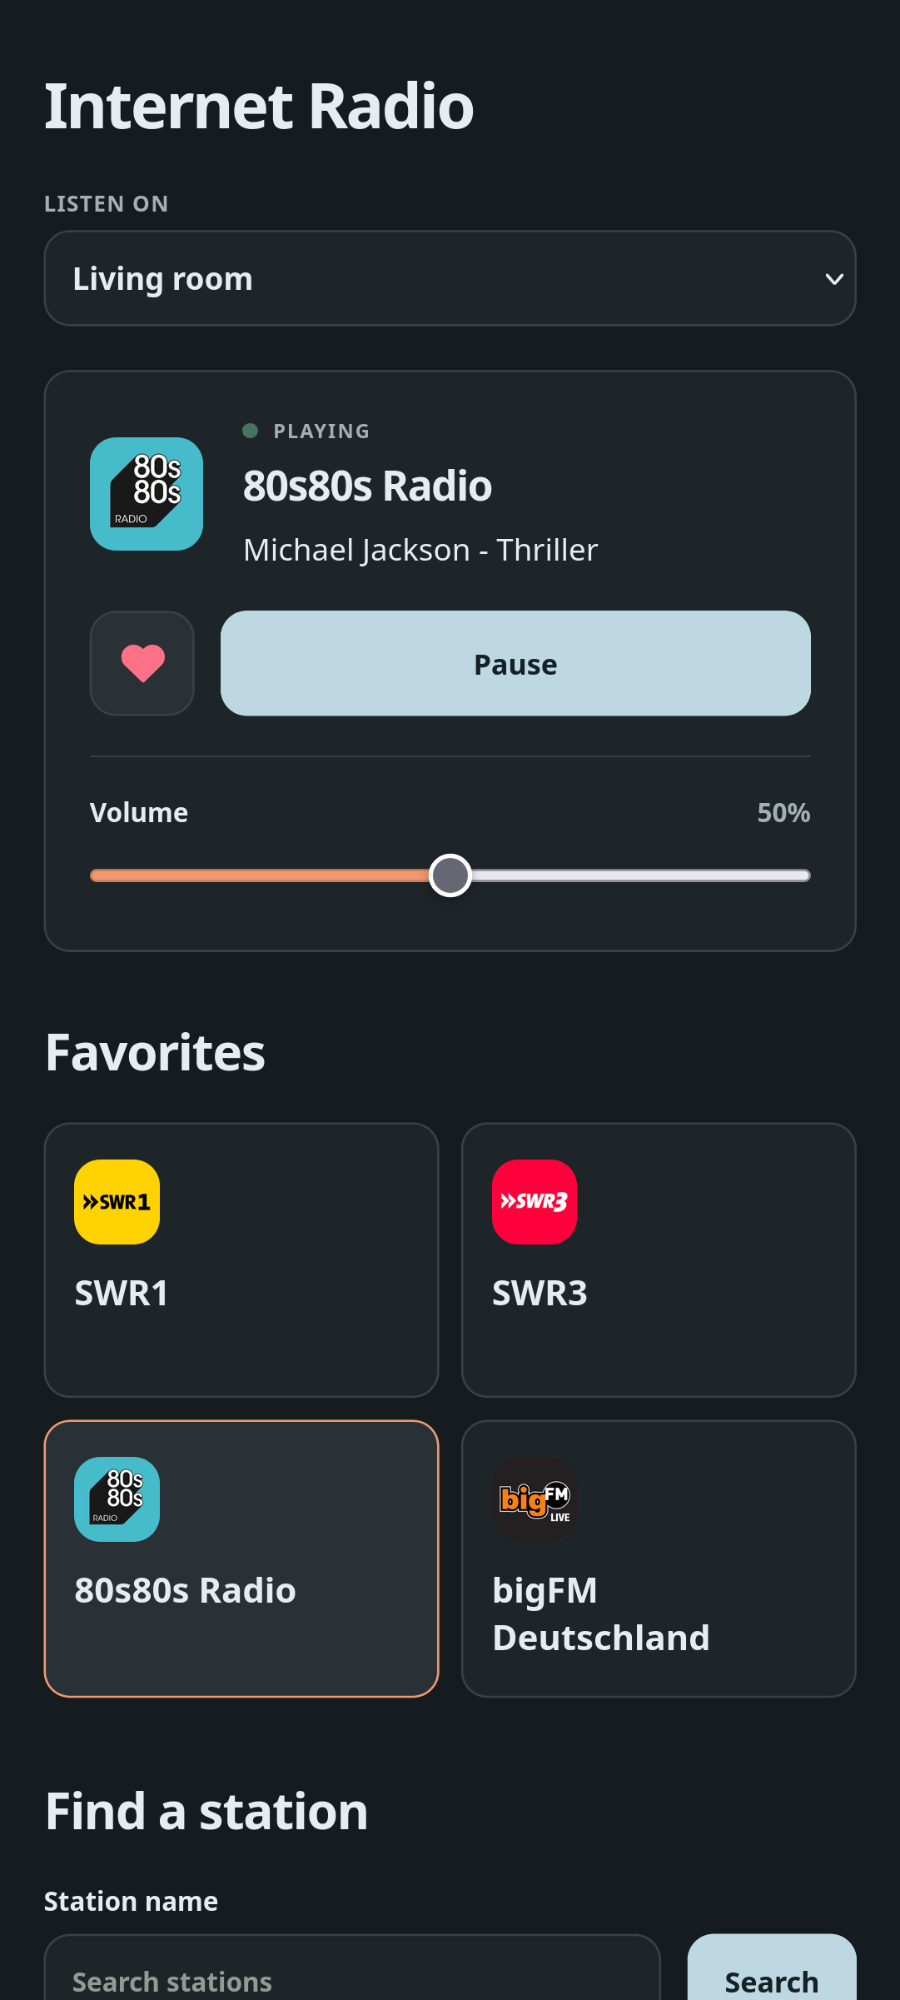 Internet Radio
LISTEN ON
Living room
PLAYING
80s
80s
RADIO
80s80s Radio
Michael Jackson - Thriller
Pause
Volume
50%
Favorites
SWR1
SWR1
SWR3
SWR3
80s
80s
RADIO
80s80s Radio
bigFM
LIVE
bigFM
Deutschland
Find a station
Station name
Search stations
Search